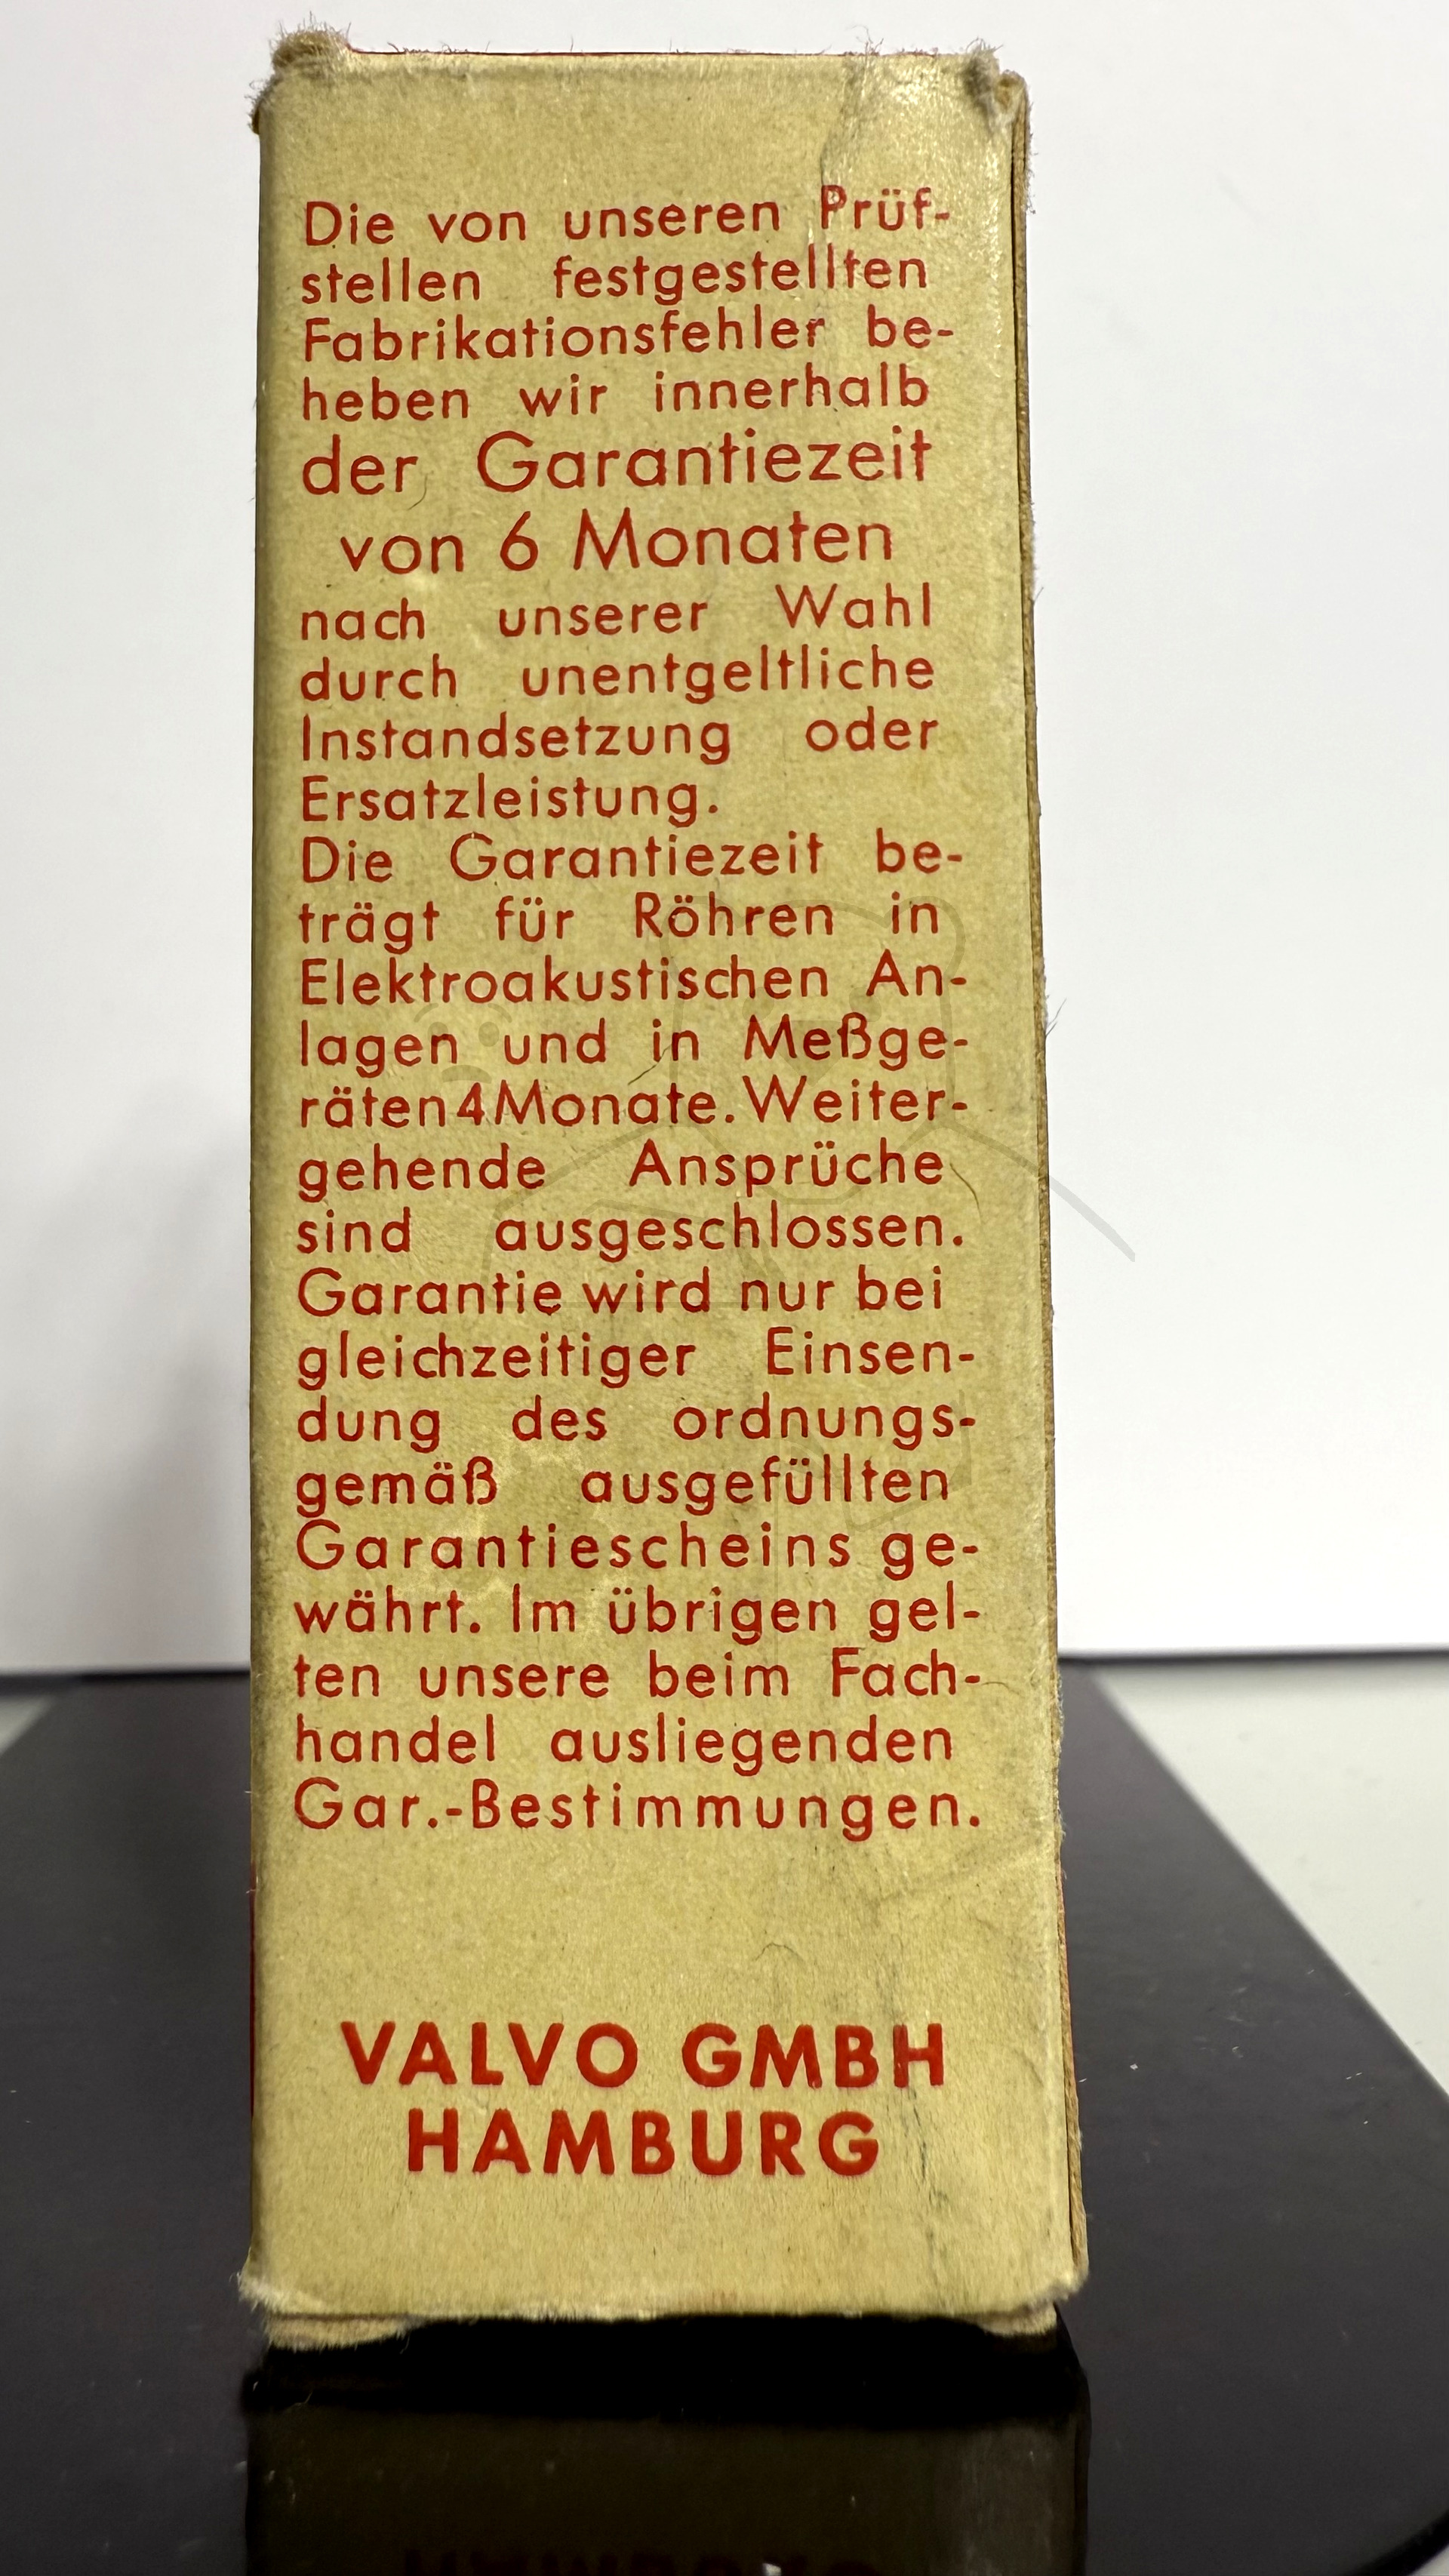 Die von unseren Prüf-
stellen festgestellten
Fabrikationsfehler be-
heben wir innerhalb
der Garantiezeit
von 6 Monaten
nach unserer Wahl
durch unentgeltliche
Instandsetzung oder
Ersatzleistung.
Die Garantiezeit be-
trägt für Röhren in
Elektroakustischen An-
lagen und in Meßge-
räten 4 Monate. Weiter-
gehende Ansprüche
sind ausgeschlossen.
Garantie wird nur bei
gleichzeitiger Einsen-
dung des ordnungs-
gemäß ausgefüllten
Garantiescheins ge-
währt. Im übrigen gel-
ten unsere beim Fach-
handel ausliegenden
Gar.-Bestimmungen.
VALVO GMBH
HAMBURG